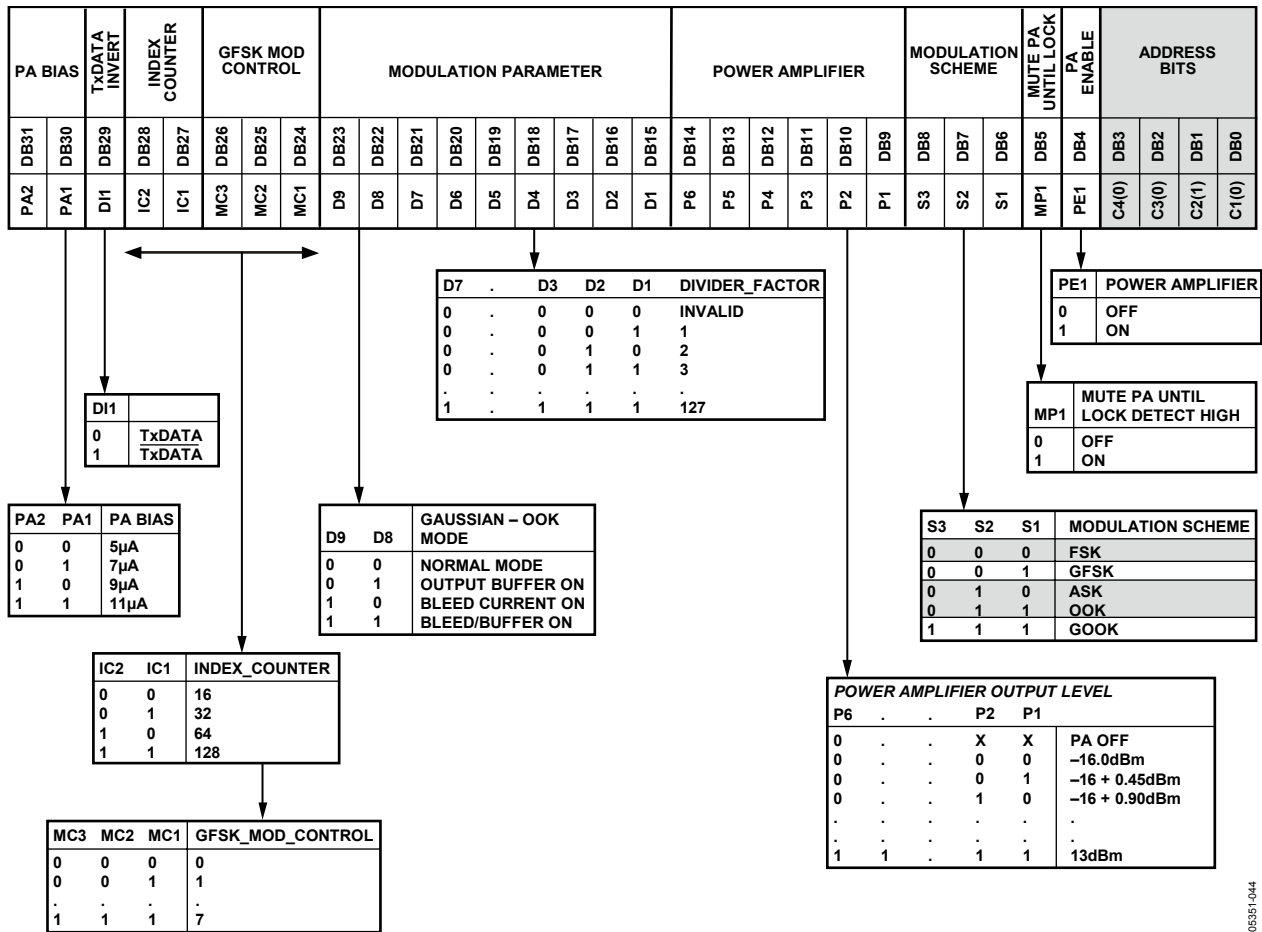 PA BIAS
TxDATA
INVERT
INDEX
COUNTER
GFSK MOD
CONTROL
MODULATION PARAMETER
POWER AMPLIFIER
MODULATION
SCHEME
MUTE PA
UNTIL LOCK
PA
ENABLE
ADDRESS
BITS
DB31 DB30 DB29 DB28 DB27 DB26 DB25 DB24 DB23 DB22 DB21 DB20 DB19 DB18 DB17 DB16 DB15 DB14 DB13 DB12 DB11 DB10 DB9 DB8 DB7 DB6 DB5 DB4 DB3 DB2 DB1 DB0
PA2 PA1 DI1 IC2 IC1 MC3 MC2 MC1 D9 D8 D7 D6 D5 D4 D3 D2 D1 P6 P5 P4 P3 P2 P1 S3 S2 S1 MP1 PE1 C4(0) C3(0) C2(1) C1(0)
D7 . D3 D2 D1 DIVIDER_FACTOR
0 . 0 0 0 INVALID
0 . 0 0 1 1
0 . 0 1 0 2
0 . 0 1 1 3
. . . . . .
1 . 1 1 1 127
PE1 POWER AMPLIFIER
0 OFF
1 ON
DI1
0 TxDATA
1 TxDATA
MP1 MUTE PA UNTIL
LOCK DETECT HIGH
0 OFF
1 ON
PA2 PA1 PA BIAS
0 0 5µA
0 1 7µA
1 0 9µA
1 1 11µA
D9 D8 GAUSSIAN – OOK
MODE
0 0 NORMAL MODE
0 1 OUTPUT BUFFER ON
1 0 BLEED CURRENT ON
1 1 BLEED/BUFFER ON
S3 S2 S1 MODULATION SCHEME
0 0 0 FSK
0 0 1 GFSK
0 1 0 ASK
0 1 1 OOK
1 1 1 GOOK
IC2 IC1 INDEX_COUNTER
0 0 16
0 1 32
1 0 64
1 1 128
POWER AMPLIFIER OUTPUT LEVEL
P6 . . P2 P1
0 . . X X PA OFF
0 . . 0 0 –16.0dBm
0 . . 0 1 –16 + 0.45dBm
0 . . 1 0 –16 + 0.90dBm
. . . . . .
. . . . . .
1 1 . 1 1 13dBm
MC3 MC2 MC1 GFSK_MOD_CONTROL
0 0 0 0
0 0 1 1
. . . .
1 1 1 7
05351-044